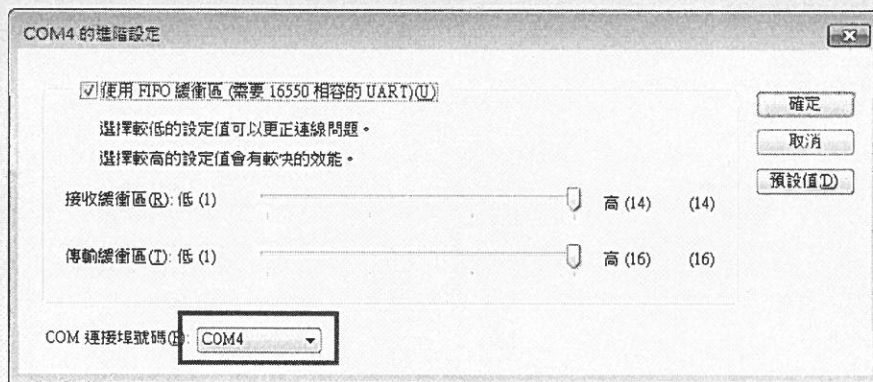 COM4 的進階設定
使用 FIFO 緩衝區 (需要 16550 相容的 UART)(U)
選擇較低的設定值可以更正連線問題。
選擇較高的設定值會有較快的效能。
接收緩衝區(R): 低 (1) 高 (14) (14)
傳輸緩衝區(T): 低 (1) 高 (16) (16)
COM 連接埠號碼(P): COM4
確定
取消
預設值(D)